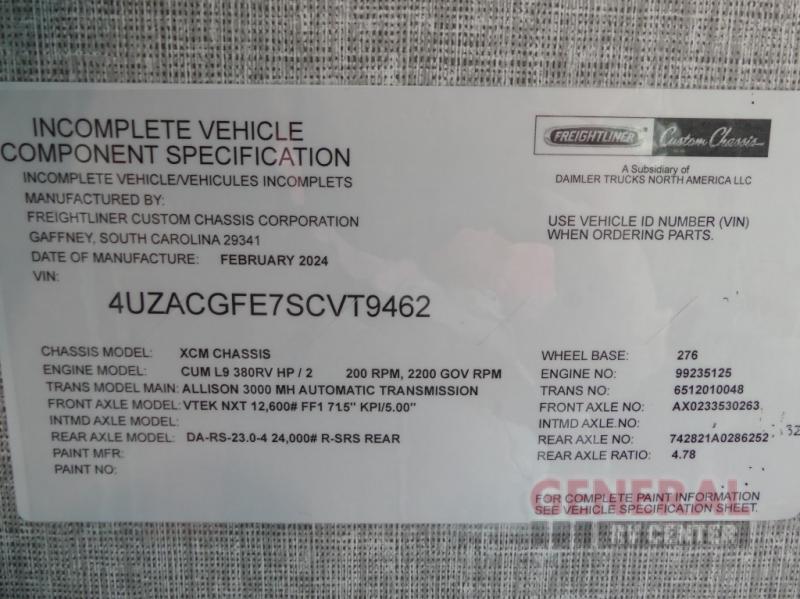 INCOMPLETE VEHICLE
COMPONENT SPECIFICATION
INCOMPLETE VEHICLE/VEHICULES INCOMPLETS
MANUFACTURED BY:
FREIGHTLINER CUSTOM CHASSIS CORPORATION
GAFFNEY, SOUTH CAROLINA 29341
DATE OF MANUFACTURE: FEBRUARY 2024
VIN:
FREIGHTLINER Custom Chassis
A Subsidiary of
DAIMLER TRUCKS NORTH AMERICA LLC
USE VEHICLE ID NUMBER (VIN)
WHEN ORDERING PARTS.
4UZACGFE7SCVT9462
CHASSIS MODEL: XCM CHASSIS
ENGINE MODEL: CUM L9 380RV HP / 2 200 RPM, 2200 GOV RPM
TRANS MODEL MAIN: ALLISON 3000 MH AUTOMATIC TRANSMISSION
FRONT AXLE MODEL: VTEK NXT 12,600# FF1 71.5" KPI/5.00"
INTMD AXLE MODEL:
REAR AXLE MODEL: DA-RS-23.0-4 24,000# R-SRS REAR
PAINT MFR:
PAINT NO:
WHEEL BASE: 276
ENGINE NO: 99235125
TRANS NO: 6512010048
FRONT AXLE NO: AX0233530263
INTMD AXLE NO:
REAR AXLE NO: 742821A0286252
REAR AXLE RATIO: 4.78
FOR COMPLETE PAINT INFORMATION
SEE VEHICLE SPECIFICATION SHEET.
GENERAL
RV CENTER